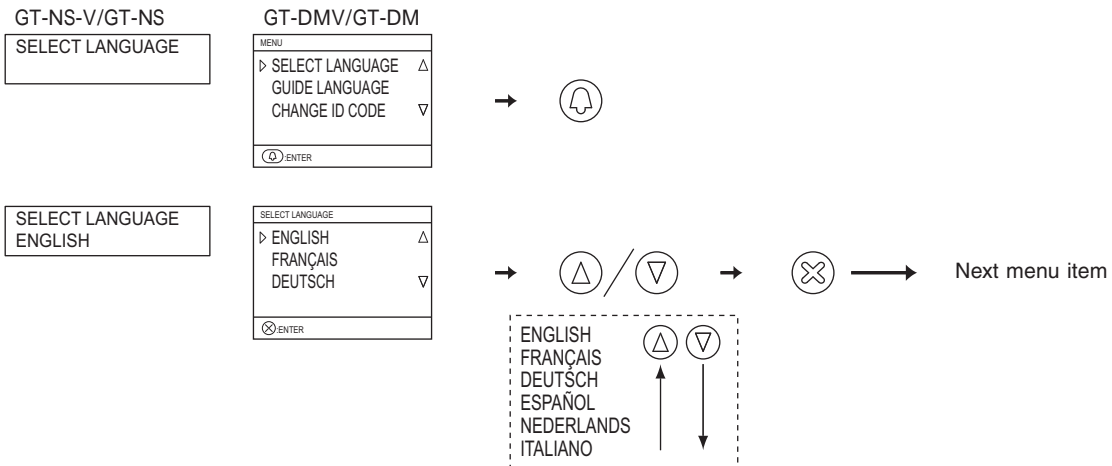 GT-NS-V/GT-NS
GT-DMV/GT-DM
SELECT LANGUAGE
MENU
SELECT LANGUAGE
GUIDE LANGUAGE
CHANGE ID CODE
:ENTER
SELECT LANGUAGE
ENGLISH
SELECT LANGUAGE
ENGLISH
FRANÇAIS
DEUTSCH
:ENTER
Next menu item
ENGLISH
FRANÇAIS
DEUTSCH
ESPAÑOL
NEDERLANDS
ITALIANO